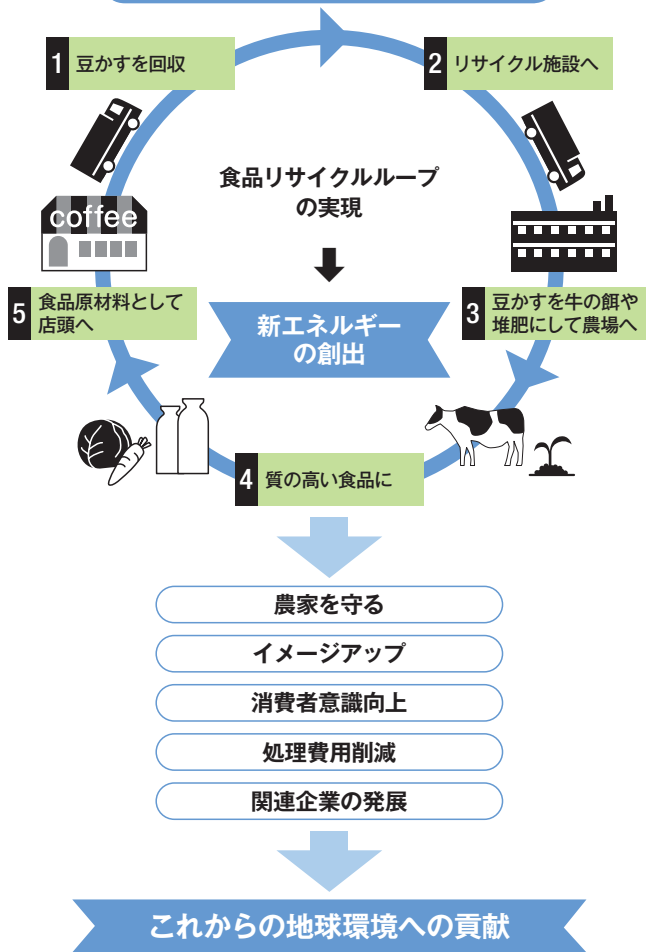 1 豆かすを回収
2 リサイクル施設へ
食品リサイクルループ
の実現
coffee
新エネルギー
の創出
3 豆かすを牛の餌や
堆肥にして農場へ
4 質の高い食品に
5 食品原材料として
店頭へ
農家を守る
イメージアップ
消費者意識向上
処理費用削減
関連企業の発展
これからの地球環境への貢献